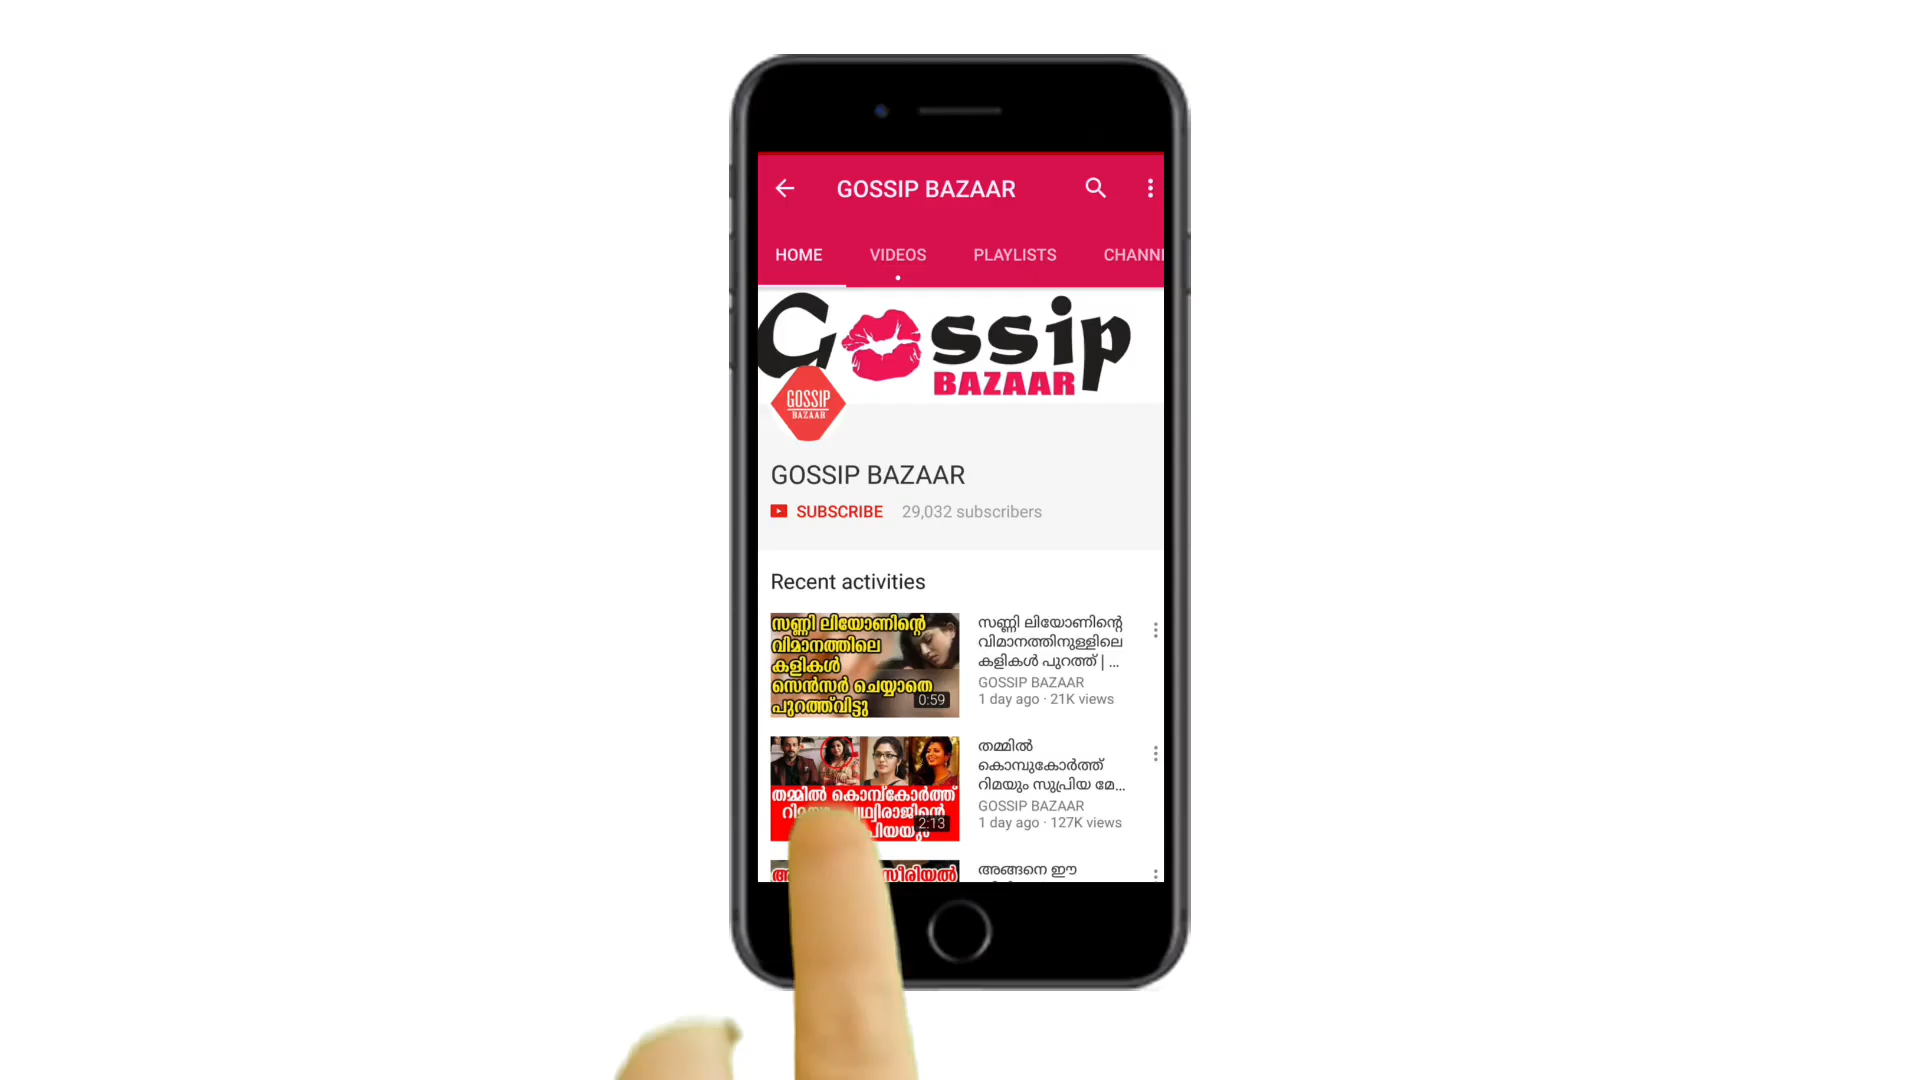 GOSSIP BAZAAR
HOME VIDEOS PLAYLISTS CHANN
Gossip
BAZAAR
GOSSIP
BAZAAR
GOSSIP BAZAAR
SUBSCRIBE 29,032 subscribers
Recent activities
സണ്ണി ലിയോണിന്റെ
വിമാനത്തിലെ
കളികൾ
സെൻസർ ചെയ്യാതെ
പുറത്ത്‌വിട്ടു
0:59
സണ്ണി ലിയോണിന്റെ
വിമാനത്തിനുള്ളിലെ
കളികൾ പുറത്ത് | ...
GOSSIP BAZAAR
1 day ago · 21K views
തമ്മിൽ കൊമ്പ്കോർത്ത്
2:13
തമ്മിൽ
കൊമ്പുകോർത്ത്
റിമയും സുപ്രിയ മേ...
GOSSIP BAZAAR
1 day ago · 127K views
സീരിയൽ
അങ്ങനെ ഈ